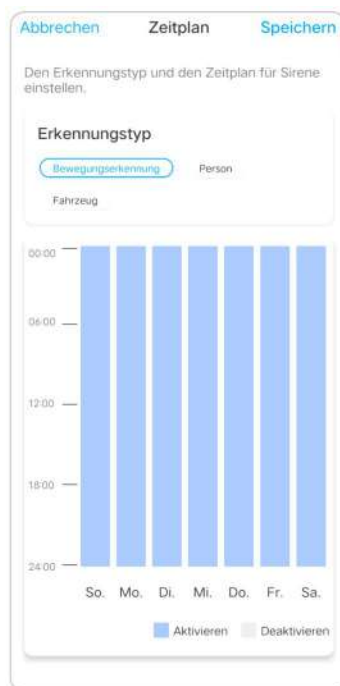 Abbrechen Zeitplan Speichern
Den Erkennungstyp und den Zeitplan für Sirene
einstellen.
Erkennungstyp
Bewegungserkennung Person
Fahrzeug
00:00
06:00
12:00
18:00
24:00
So. Mo. Di. Mi. Do. Fr. Sa.
Aktivieren Deaktivieren